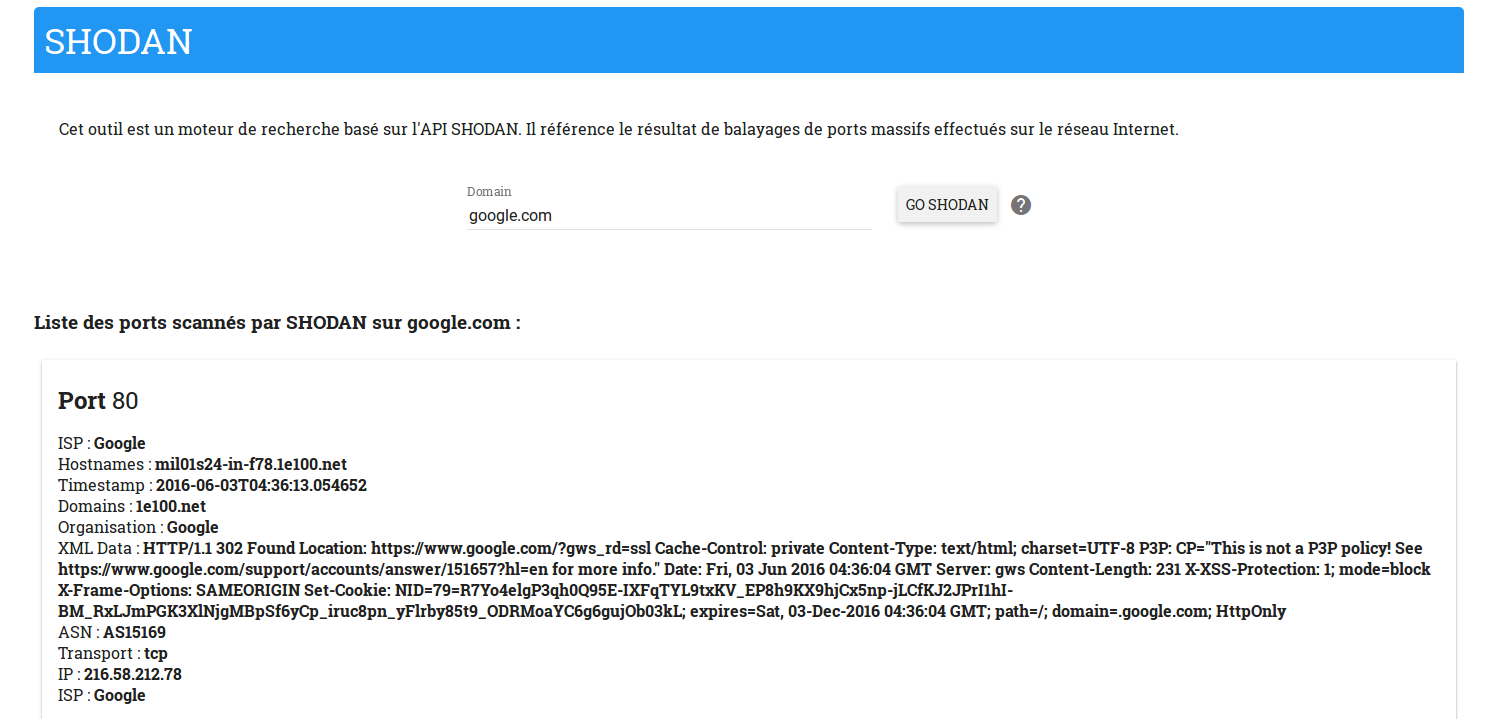 SHODAN
Cet outil est un moteur de recherche basé sur l'API SHODAN. Il référence le résultat de balayages de ports massifs effectués sur le réseau Internet.
Domain
google.com
GO SHODAN
?
Liste des ports scannés par SHODAN sur google.com :
Port 80
ISP : Google
Hostnames : mil01s24-in-f78.1e100.net
Timestamp : 2016-06-03T04:36:13.054652
Domains : 1e100.net
Organisation : Google
XML Data : HTTP/1.1 302 Found Location: https://www.google.com/?gws_rd=ssl Cache-Control: private Content-Type: text/html; charset=UTF-8 P3P: CP="This is not a P3P policy! See
https://www.google.com/support/accounts/answer/151657?hl=en for more info." Date: Fri, 03 Jun 2016 04:36:04 GMT Server: gws Content-Length: 231 X-XSS-Protection: 1; mode=block
X-Frame-Options: SAMEORIGIN Set-Cookie: NID=79=R7Yo4elgP3qh0Q95E-IXFqTYL9txKV_EP8h9KX9hjCx5np-jLCfKJ2JPrI1hI-
BM_RxLJmPGK3XlNjgMBpSf6yCp_iruc8pn_yFlrby85t9_ODRMoaYC6g6gujOb03kL; expires=Sat, 03-Dec-2016 04:36:04 GMT; path=/; domain=.google.com; HttpOnly
ASN : AS15169
Transport : tcp
IP : 216.58.212.78
ISP : Google